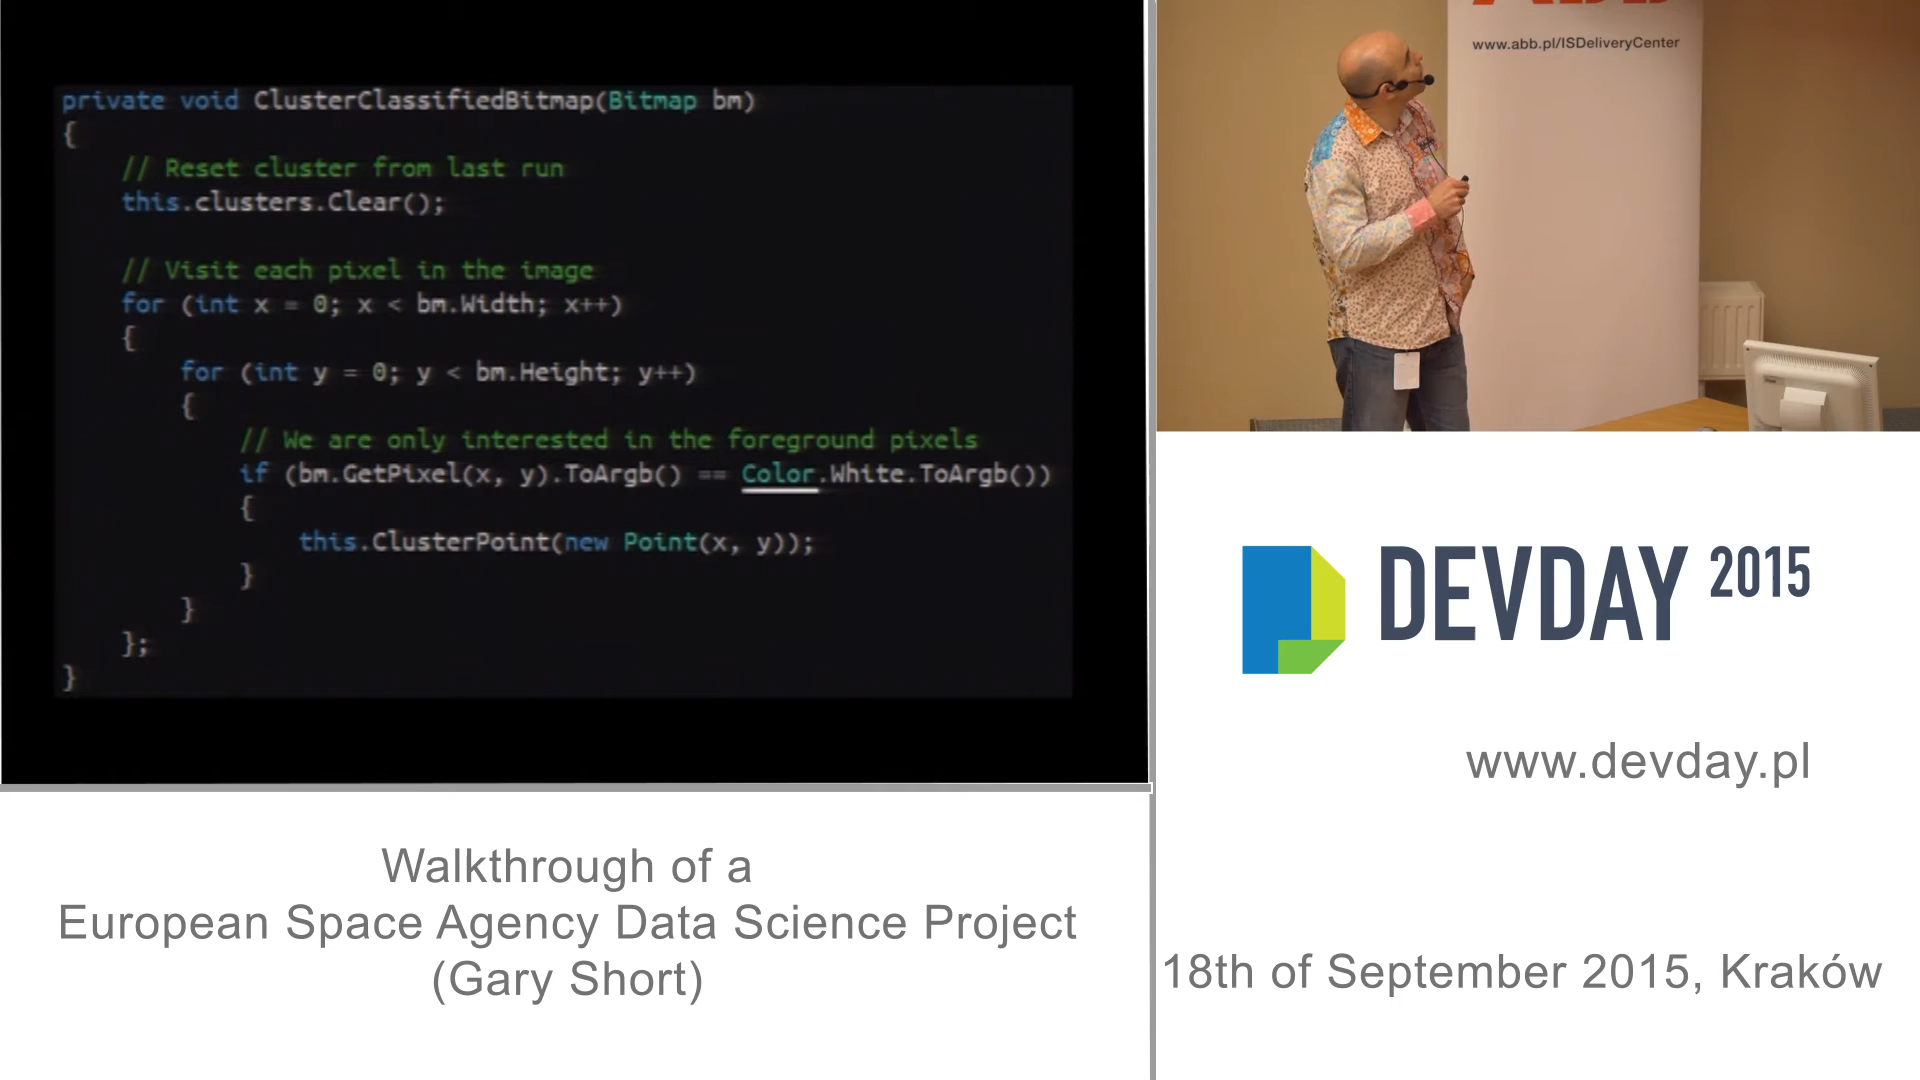 private void ClusterClassifiedBitmap(Bitmap bm)
{
// Reset cluster from last run
this.clusters.Clear();
// Visit each pixel in the image
for (int x = 0; x < bm.Width; x++)
{
for (int y = 0; y < bm.Height; y++)
{
// We are only interested in the foreground pixels
if (bm.GetPixel(x, y).ToArgb() == Color.White.ToArgb())
{
this.ClusterPoint(new Point(x, y));
}
}
};
}
www.abb.pl/ISDeliveryCenter
DEVDAY 2015
www.devday.pl
Walkthrough of a
European Space Agency Data Science Project
(Gary Short)
18th of September 2015, Kraków